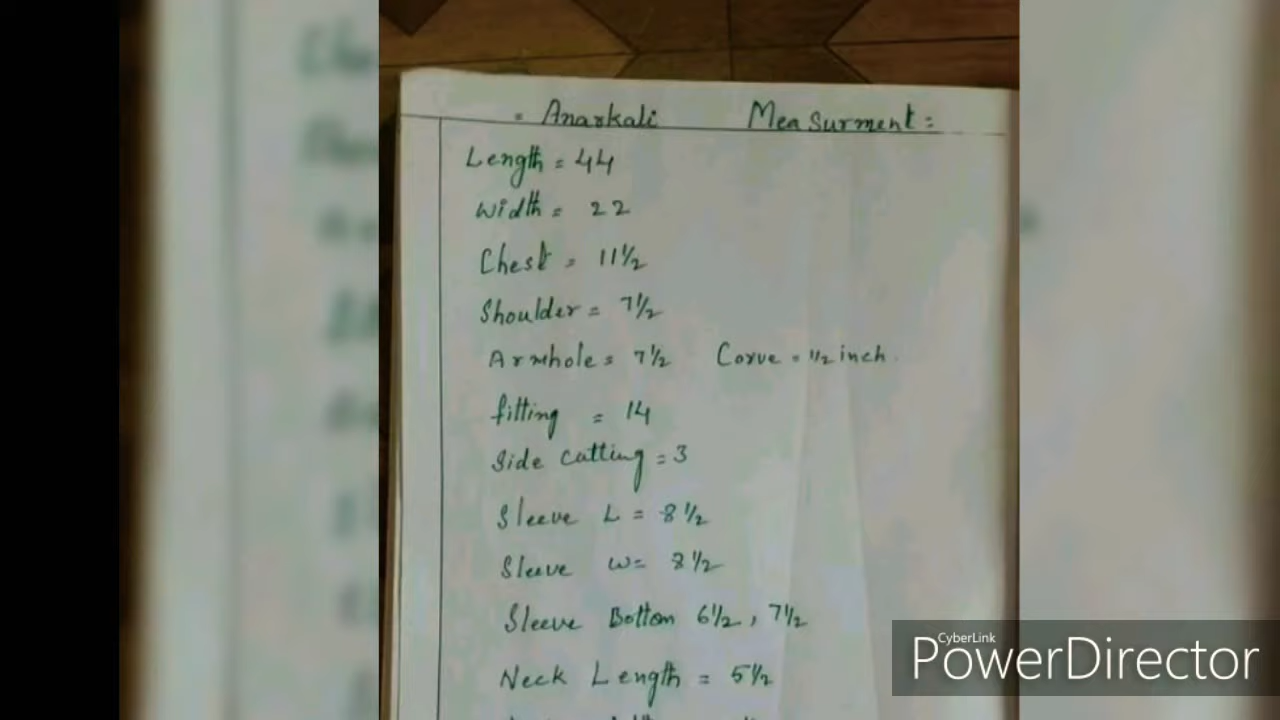 = Anarkali Measurment =
Length = 44
Width = 22
Chest = 11½
Shoulder = 7½
Armhole = 7½ Corve = ½ inch.
fitting = 14
Side Cutting = 3
Sleeve L = 8½
Sleeve W = 8½
Sleeve Bottom 6½, 7½
Neck Length = 5½
CyberLink
PowerDirector